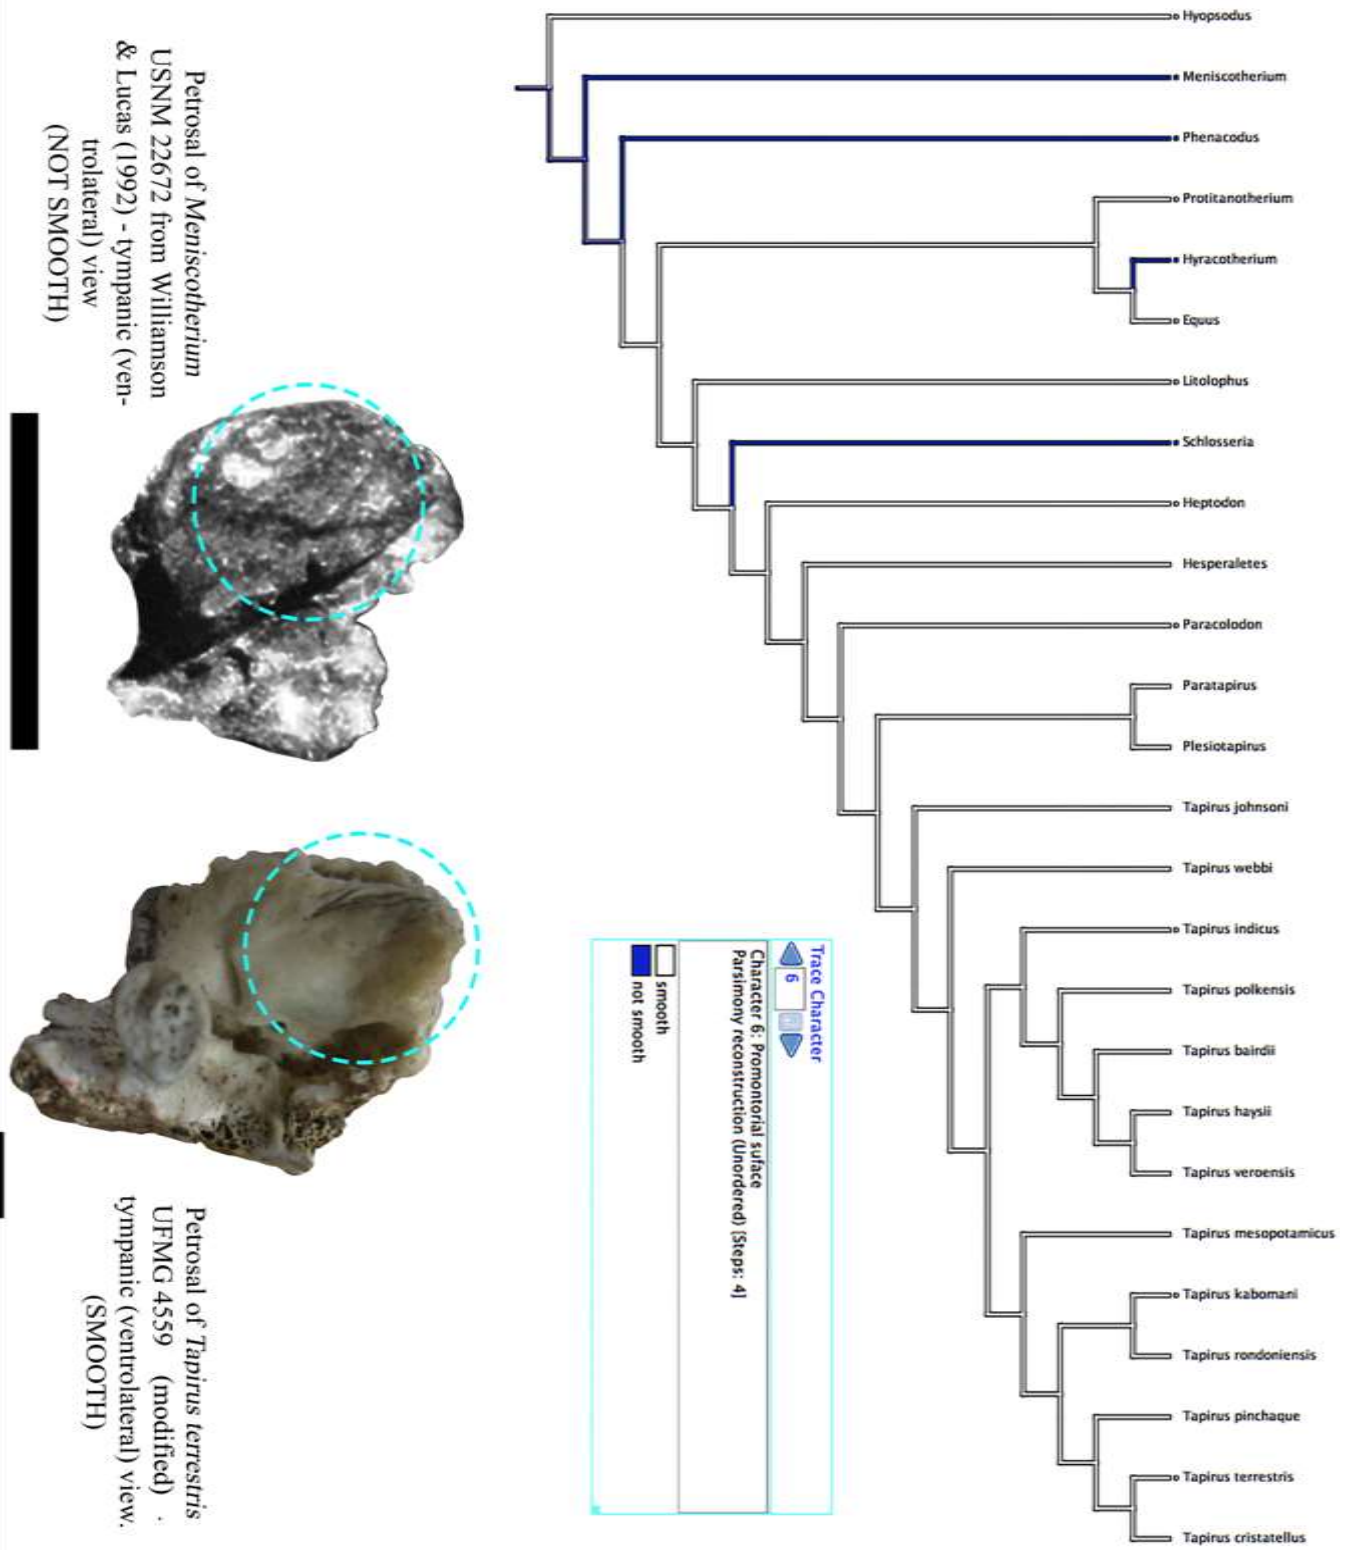 Hyopsodus
Meniscotherium
Phenacodus
Protitanotherium
Hyracotherium
Equus
Litolophus
Schlosseria
Heptodon
Hesperaletes
Paracolodon
Paratapirus
Plesiotapirus
Tapirus johnsoni
Tapirus webbi
Tapirus indicus
Tapirus polkensis
Tapirus bairdii
Tapirus haysii
Tapirus veroensis
Tapirus mesopotamicus
Tapirus kabomani
Tapirus rondoniensis
Tapirus pinchaque
Tapirus terrestris
Tapirus cristatellus
Trace Character
6
Character 6: Promontorial suface
Parsimony reconstruction (Unordered) [Steps: 4]
smooth
not smooth
Petrosal of Meniscotherium
USNM 22672 from Williamson
& Lucas (1992) - tympanic (ven-
trolateral) view
(NOT SMOOTH)
Petrosal of Tapirus terrestris
UFMG 4559 (modified) .
tympanic (ventrolateral) view.
(SMOOTH)